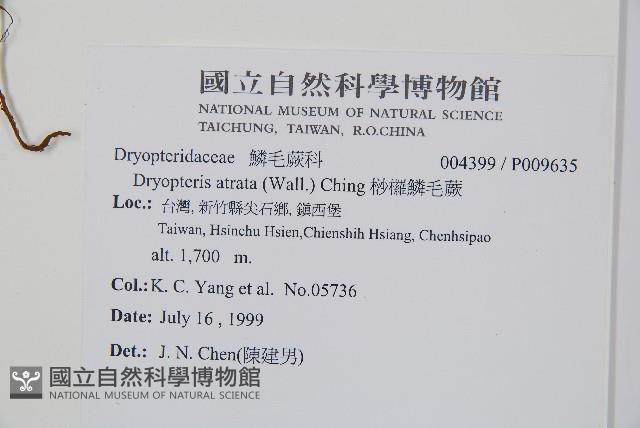 國立自然科學博物館
NATIONAL MUSEUM OF NATURAL SCIENCE
TAICHUNG, TAIWAN, R.O.CHINA
Dryopteridaceae 鱗毛蕨科 004399 / P009635
Dryopteris atrata (Wall.) Ching 桫欏鱗毛蕨
Loc.: 台灣, 新竹縣尖石鄉, 鎮西堡
Taiwan, Hsinchu Hsien,Chienshih Hsiang, Chenhsipao
alt. 1,700 m.
Col.: K. C. Yang et al. No.05736
Date: July 16 , 1999
Det.: J. N. Chen(陳建男)
國立自然科學博物館
NATIONAL MUSEUM OF NATURAL SCIENCE